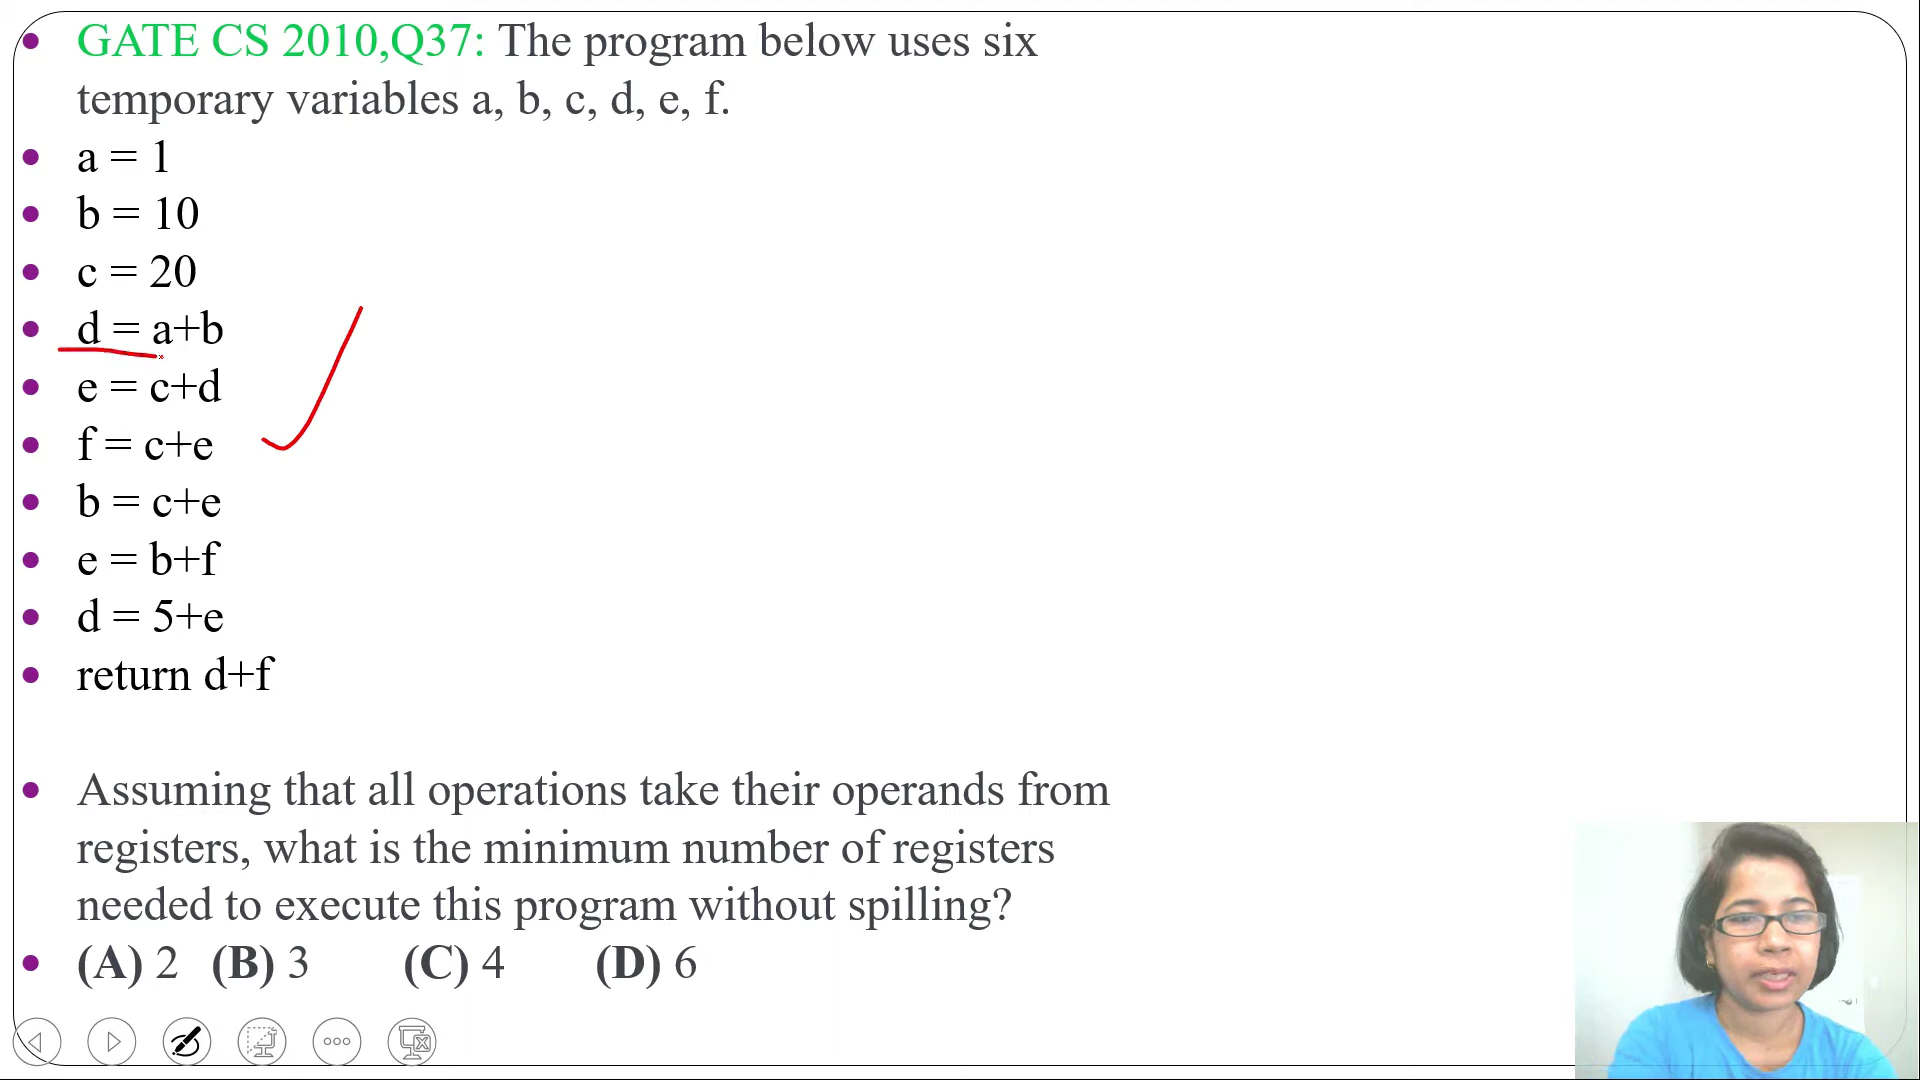 GATE CS 2010,Q37: The program below uses six
temporary variables a, b, c, d, e, f.
a = 1
b = 10
c = 20
d = a+b
e = c+d
f = c+e
b = c+e
e = b+f
d = 5+e
return d+f
Assuming that all operations take their operands from
registers, what is the minimum number of registers
needed to execute this program without spilling?
(A) 2 (B) 3 (C) 4 (D) 6